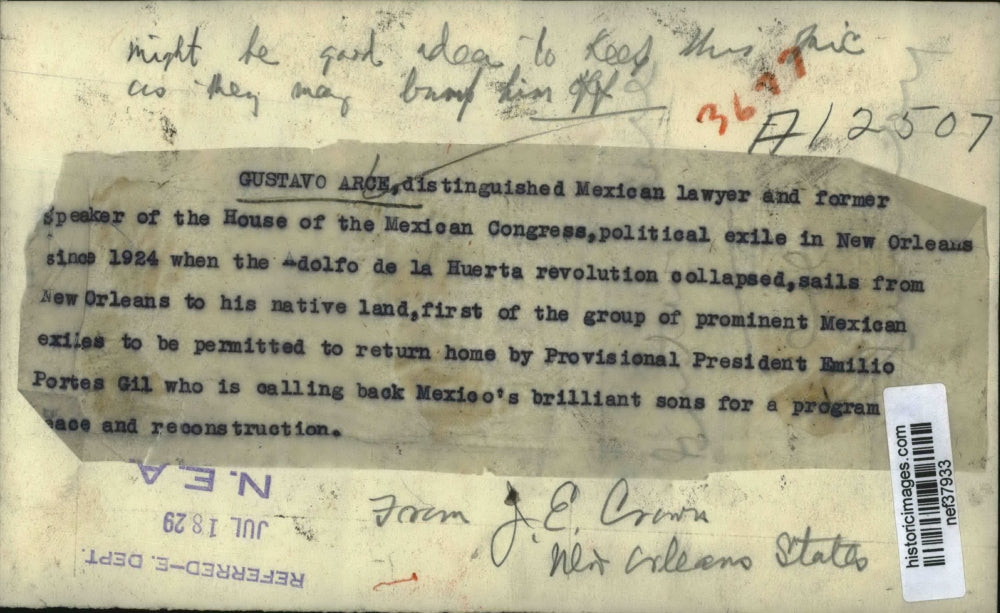 might be good idea to keep this pic
as they may bump him off
3677
A12507
GUSTAVO ARCE,distinguished Mexican lawyer and former
speaker of the House of the Mexican Congress,political exile in New Orleans
since 1924 when the Adolfo de la Huerta revolution collapsed,sails from
New Orleans to his native land,first of the group of prominent Mexican
exiles to be permitted to return home by Provisional President Emilio
Portes Gil who is calling back Mexico's brilliant sons for a program
eace and reconstruction.
N.E.A
JUL 18 29
REFERRED-E. DEPT.
From J. E. Crown
New Orleans States
historicimages.com
nef37933